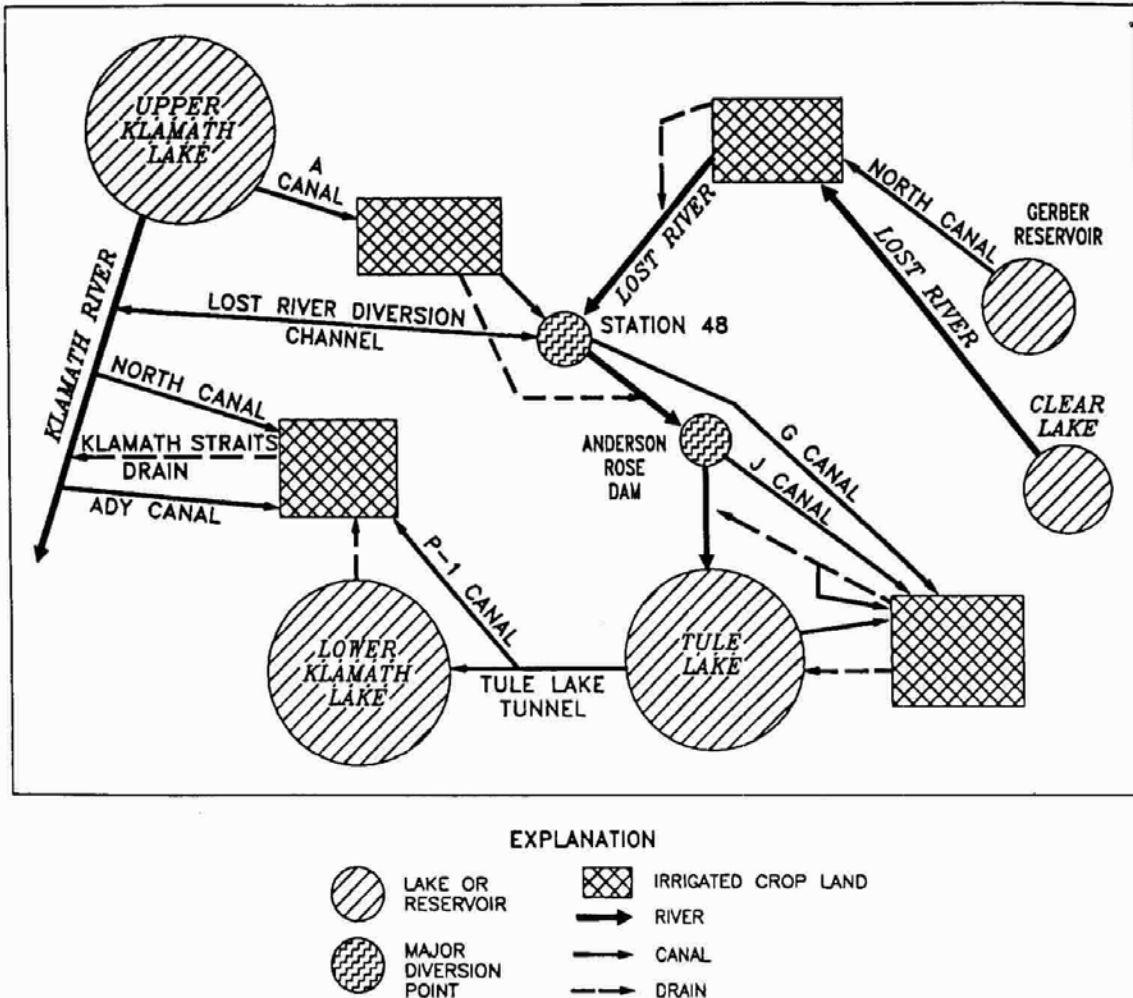 UPPER
KLAMATH
LAKE
A
CANAL
NORTH CANAL
GERBER
RESERVOIR
LOST RIVER
LOST RIVER
KLAMATH RIVER
LOST RIVER DIVERSION
CHANNEL
STATION 48
NORTH CANAL
KLAMATH STRAITS
DRAIN
ADY CANAL
ANDERSON
ROSE
DAM
G CANAL
J CANAL
CLEAR
LAKE
P-1 CANAL
LOWER
KLAMATH
LAKE
TULE LAKE
TUNNEL
TULE
LAKE
EXPLANATION
LAKE OR
RESERVOIR
IRRIGATED CROP LAND
RIVER
MAJOR
DIVERSION
POINT
CANAL
DRAIN